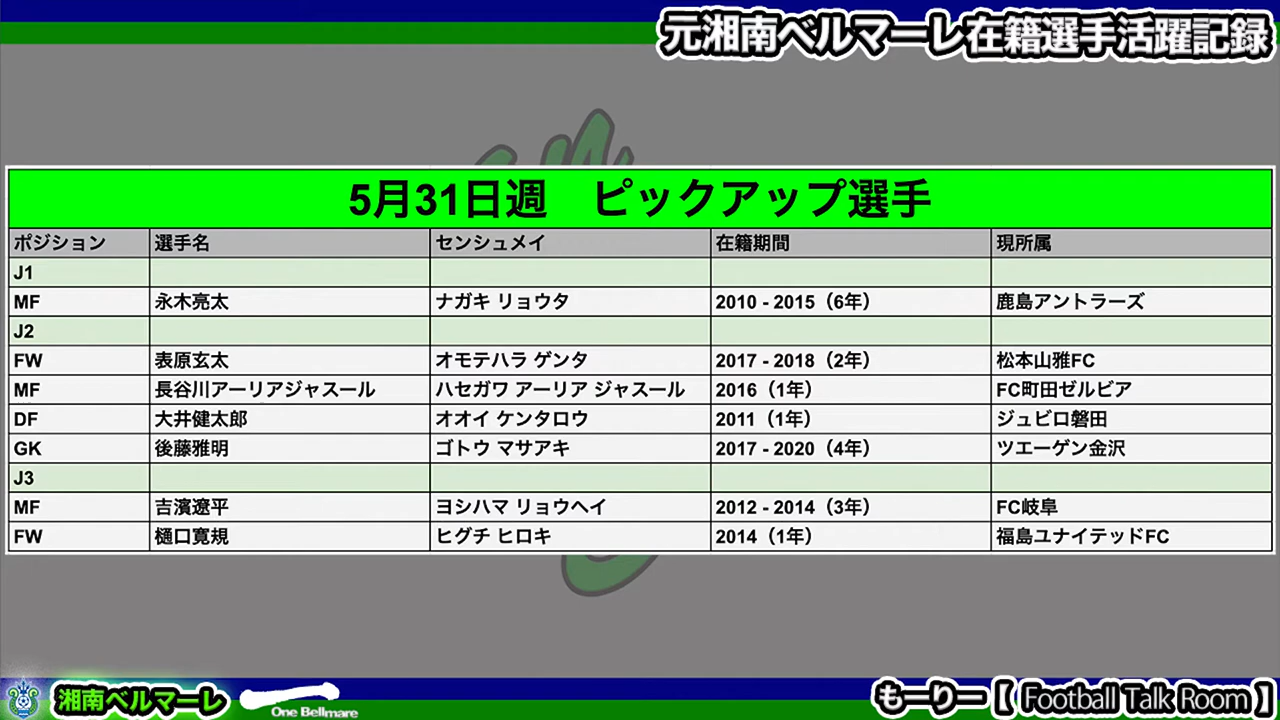 元湘南ベルマーレ在籍選手活躍記録
5月31日週　ピックアップ選手
ポジション 選手名 センシュメイ 在籍期間 現所属
J1
MF 永木亮太 ナガキ リョウタ 2010 - 2015（6年） 鹿島アントラーズ
J2
FW 表原玄太 オモテハラ ゲンタ 2017 - 2018（2年） 松本山雅FC
MF 長谷川アーリアジャスール ハセガワ アーリア ジャスール 2016（1年） FC町田ゼルビア
DF 大井健太郎 オオイ ケンタロウ 2011（1年） ジュビロ磐田
GK 後藤雅明 ゴトウ マサアキ 2017 - 2020（4年） ツエーゲン金沢
J3
MF 吉濱遼平 ヨシハマ リョウヘイ 2012 - 2014（3年） FC岐阜
FW 樋口寛規 ヒグチ ヒロキ 2014（1年） 福島ユナイテッドFC
湘南ベルマーレ One Bellmare
もーりー【 Football Talk Room 】